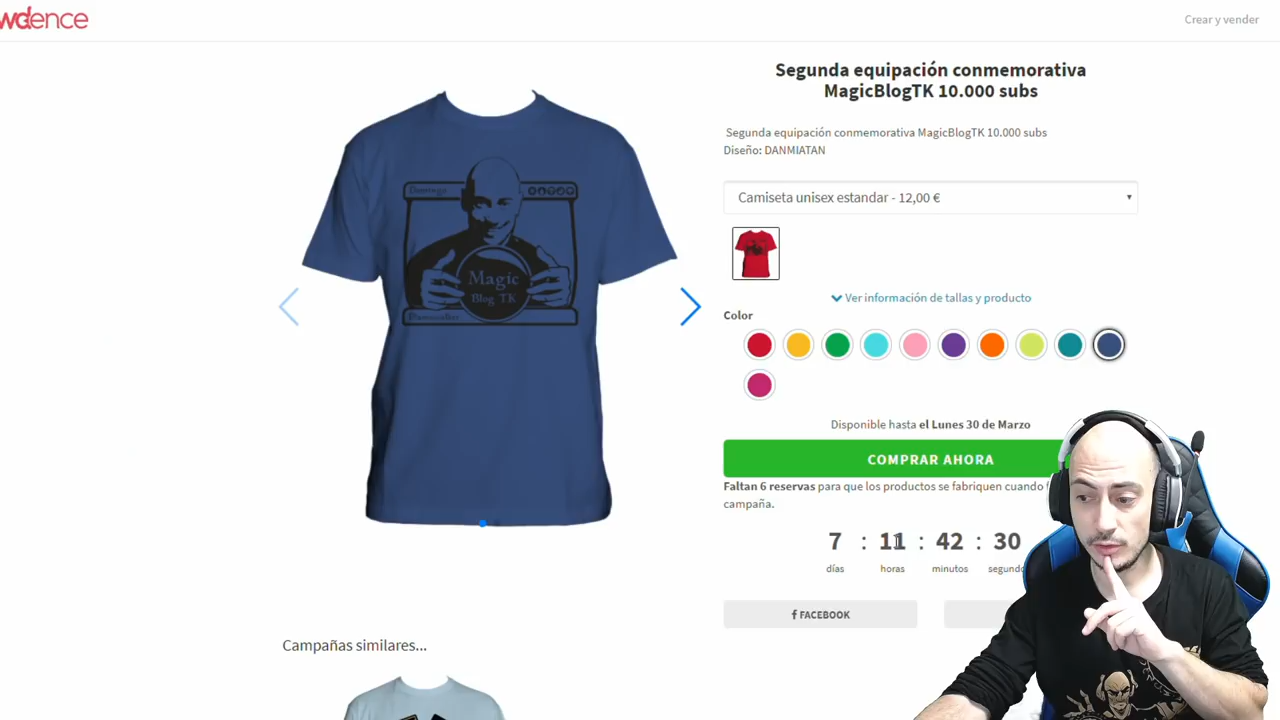 wdence
Crear y vender
Segunda equipación conmemorativa
MagicBlogTK 10.000 subs
Segunda equipación conmemorativa MagicBlogTK 10.000 subs
Diseño: DANMIATAN
Camiseta unisex estandar - 12,00 €
Magic
Blog TK
Ver información de tallas y producto
Color
Disponible hasta el Lunes 30 de Marzo
COMPRAR AHORA
Faltan 6 reservas para que los productos se fabriquen cuando
campaña.
7 : 11 : 42 : 30
días horas minutos segundo
FACEBOOK
Campañas similares...